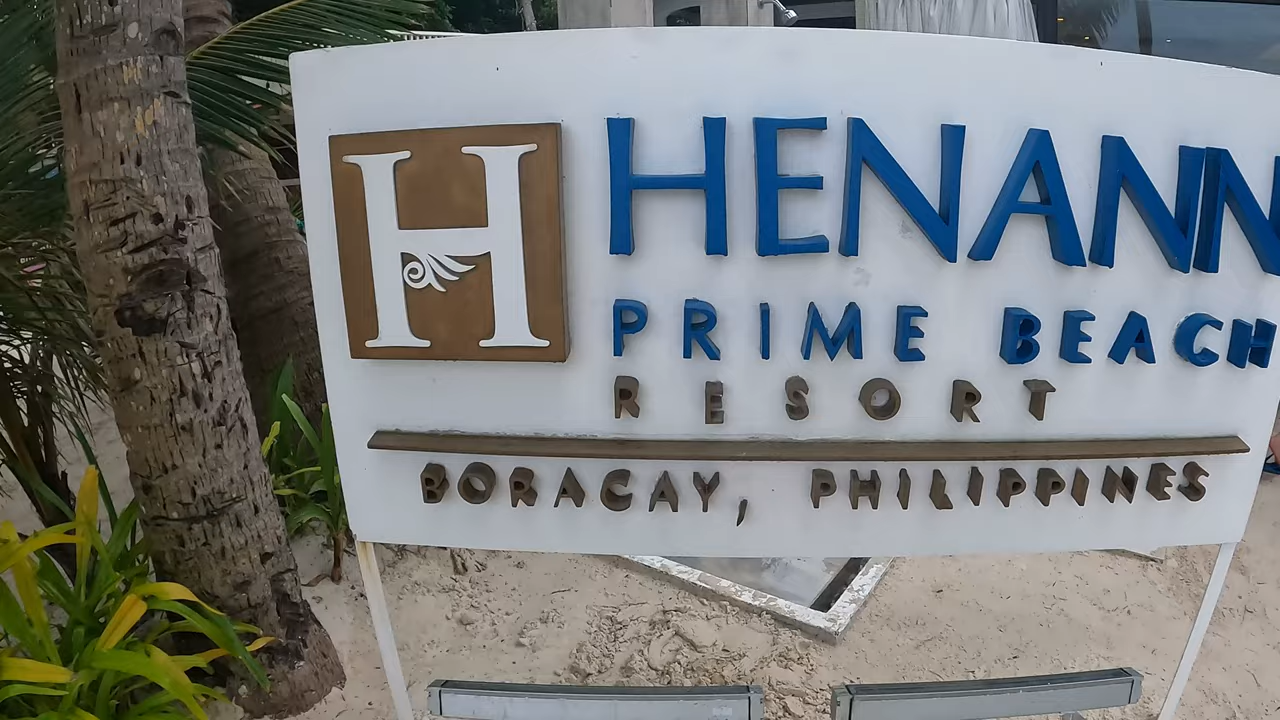 H
HENANN
PRIME BEACH
RESORT
BORACAY, PHILIPPINES